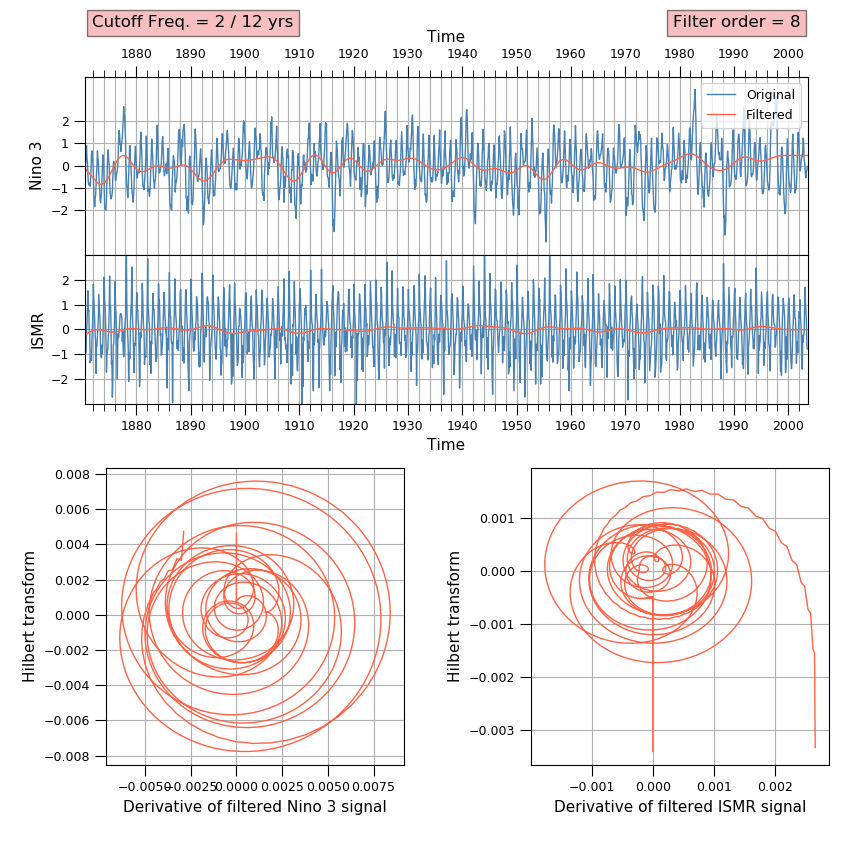 Cutoff Freq. = 2 / 12 yrs
Filter order = 8
Time
1880 1890 1900 1910 1920 1930 1940 1950 1960 1970 1980 1990 2000
Original
Filtered
Nino 3
2
1
0
−1
−2
ISMR
2
1
0
−1
−2
1880 1890 1900 1910 1920 1930 1940 1950 1960 1970 1980 1990 2000
Time
Hilbert transform
0.008
0.006
0.004
0.002
0.000
−0.002
−0.004
−0.006
−0.008
−0.0050 −0.0025 0.0000 0.0025 0.0050 0.0075
Derivative of filtered Nino 3 signal
Hilbert transform
0.001
0.000
−0.001
−0.002
−0.003
−0.001 0.000 0.001 0.002
Derivative of filtered ISMR signal